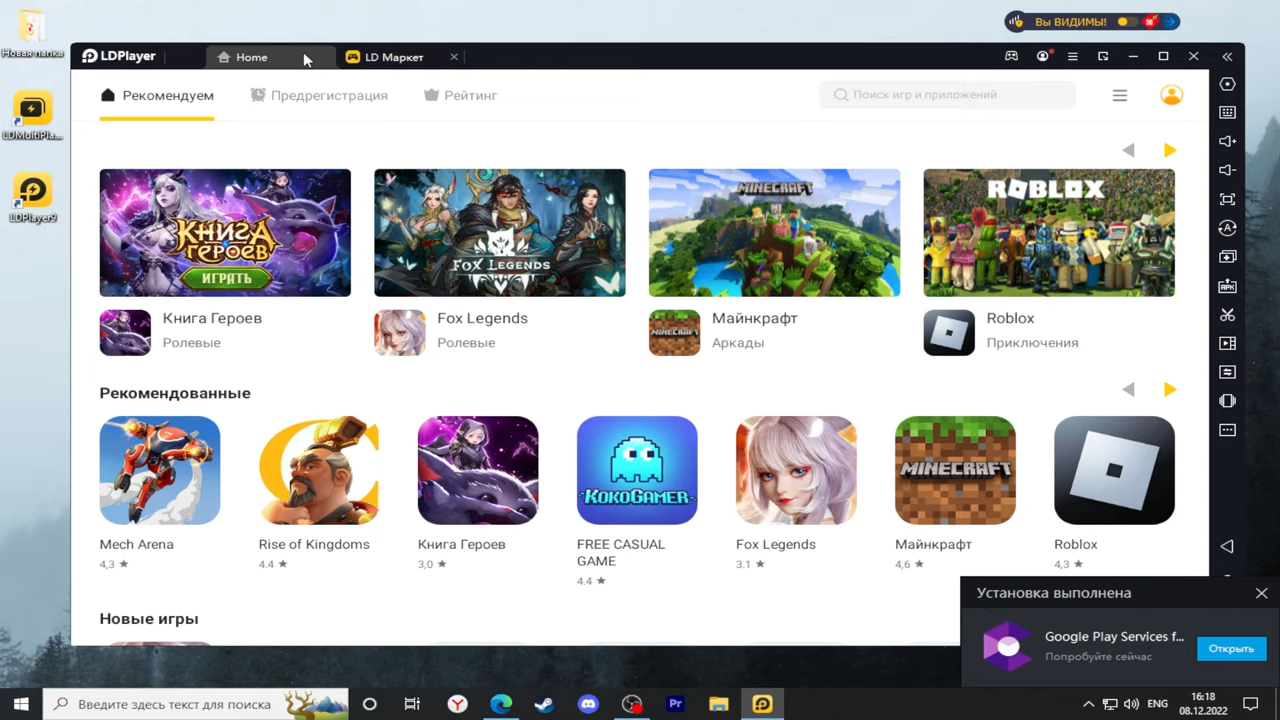 Новая папка
Вы ВИДИМЫ!
LDPlayer
Home
LD Маркет
Рекомендуем
Предрегистрация
Рейтинг
Поиск игр и приложений
LDMultiPla...
LDPlayer9
КНИГА ГЕРОЕВ
ИГРАТЬ
FOX LEGENDS
MINECRAFT
ROBLOX
Книга Героев
Ролевые
Fox Legends
Ролевые
Майнкрафт
Аркады
Roblox
Приключения
APK
Рекомендованные
KOKOGAMER
MINECRAFT
Mech Arena
4,3 ★
Rise of Kingdoms
4.4 ★
Книга Героев
3,0 ★
FREE CASUAL
GAME
4.4 ★
Fox Legends
3.1 ★
Майнкрафт
4,6 ★
Roblox
4,3 ★
Новые игры
Установка выполнена
Google Play Services f...
Попробуйте сейчас
Открыть
Введите здесь текст для поиска
Pr
ENG
16:18
08.12.2022